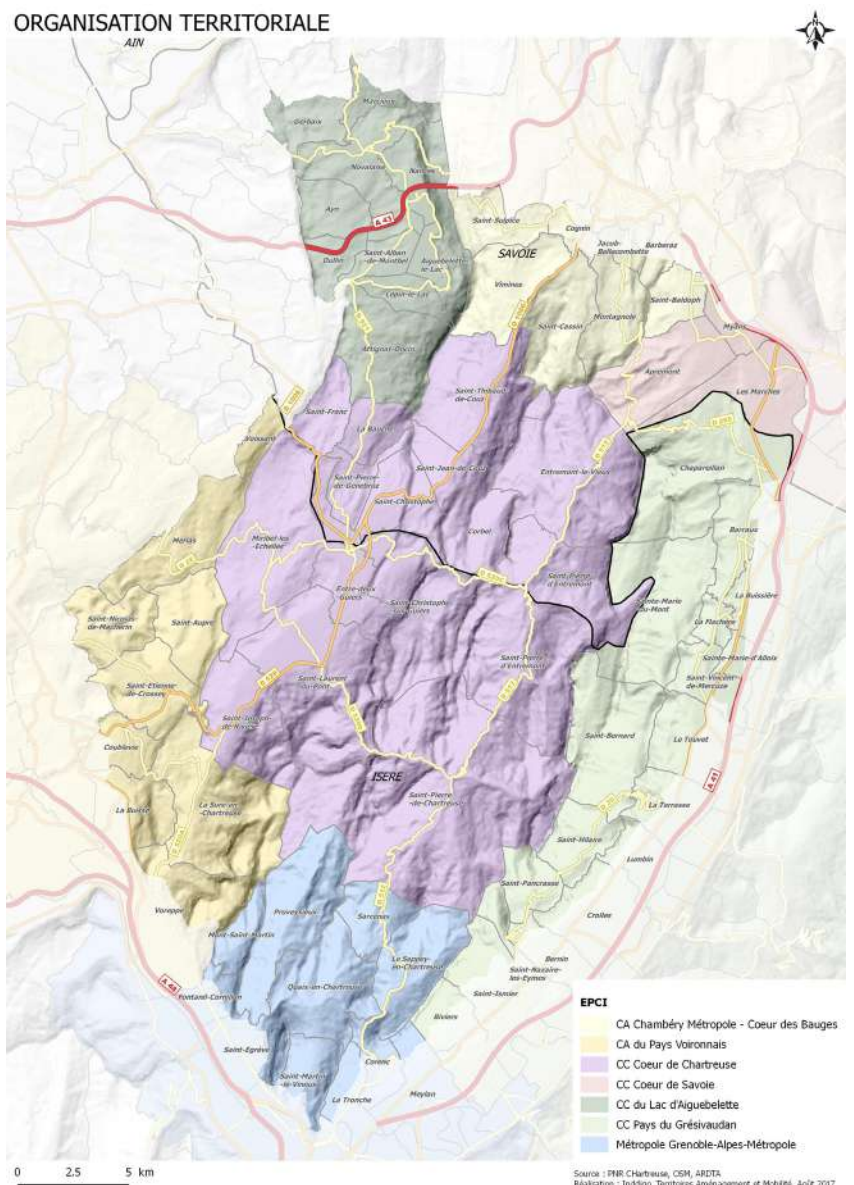 ORGANISATION TERRITORIALE
AIN
Marcieux
Gerbaix
Novalaise
Nances
Ayn
A 43
Dullin
Saint-Alban
-de-Montbel
Aiguebelette
-le-Lac
Lépin-le-Lac
Attignat-Oncin
Saint-Sulpice
Cognin
SAVOIE
Vimines
Jacob-
Bellecombette
Barberaz
Saint-Baldoph
Montagnole
Saint-Cassin
Myans
Apremont
Les Marches
Saint-Thibaud
-de-Couz
Saint-Franc
La Bauche
Voissant
Saint-Jean-de-Couz
Entremont-le-Vieux
Chapareillan
Saint-Pierre-
de-Genebroz
Saint-Christophe
Corbel
Barraux
Merlas
Miribel-les
-Echelles
Saint-Pierre
d'Entremont
Entre-deux
Guiers
Saint-Christophe
sur-Guiers
Sainte-Marie
du-Mont
La Buissière
La Flachère
Saint-Nicolas-
de-Macherin
Saint-Aupre
Sainte-Marie-d'Alloix
Saint-Vincent-
de-Mercuze
Saint-Pierre
d'Entremont
Saint-Laurent
du-Pont
Saint-Etienne-
de-Crossey
Saint-Joseph-
de-Rivière
Saint-Bernard
Le Touvet
Coublevie
ISERE
A 41
La Buisse
La Sure-en
-Chartreuse
Saint-Pierre
-de-Chartreuse
La Terrasse
Saint-Hilaire
Lumbin
Saint-Pancrasse
Voreppe
Crolles
Proveysieux
Sarcenas
Mont-Saint-Martin
Le Sappey-
en-Chartreuse
Bernin
Saint-Nazaire-
les-Eymes
A 48
Quaix-en-Chartreuse
Fontanil-Cornillon
Saint-Ismier
Biviers
Saint-Egrève
Corenc
Saint-Martin
-le-Vinoux
Meylan
La Tronche
EPCI
CA Chambéry Métropole - Coeur des Bauges
CA du Pays Voironnais
CC Coeur de Chartreuse
CC Coeur de Savoie
CC du Lac d'Aiguebelette
CC Pays du Grésivaudan
Métropole Grenoble-Alpes-Métropole
0 2.5 5 km
Source : PNR CHartreuse, OSM, ARDTA
Réalisation : Inddigo, Territoires Aménagement et Mobilité, Août 2017